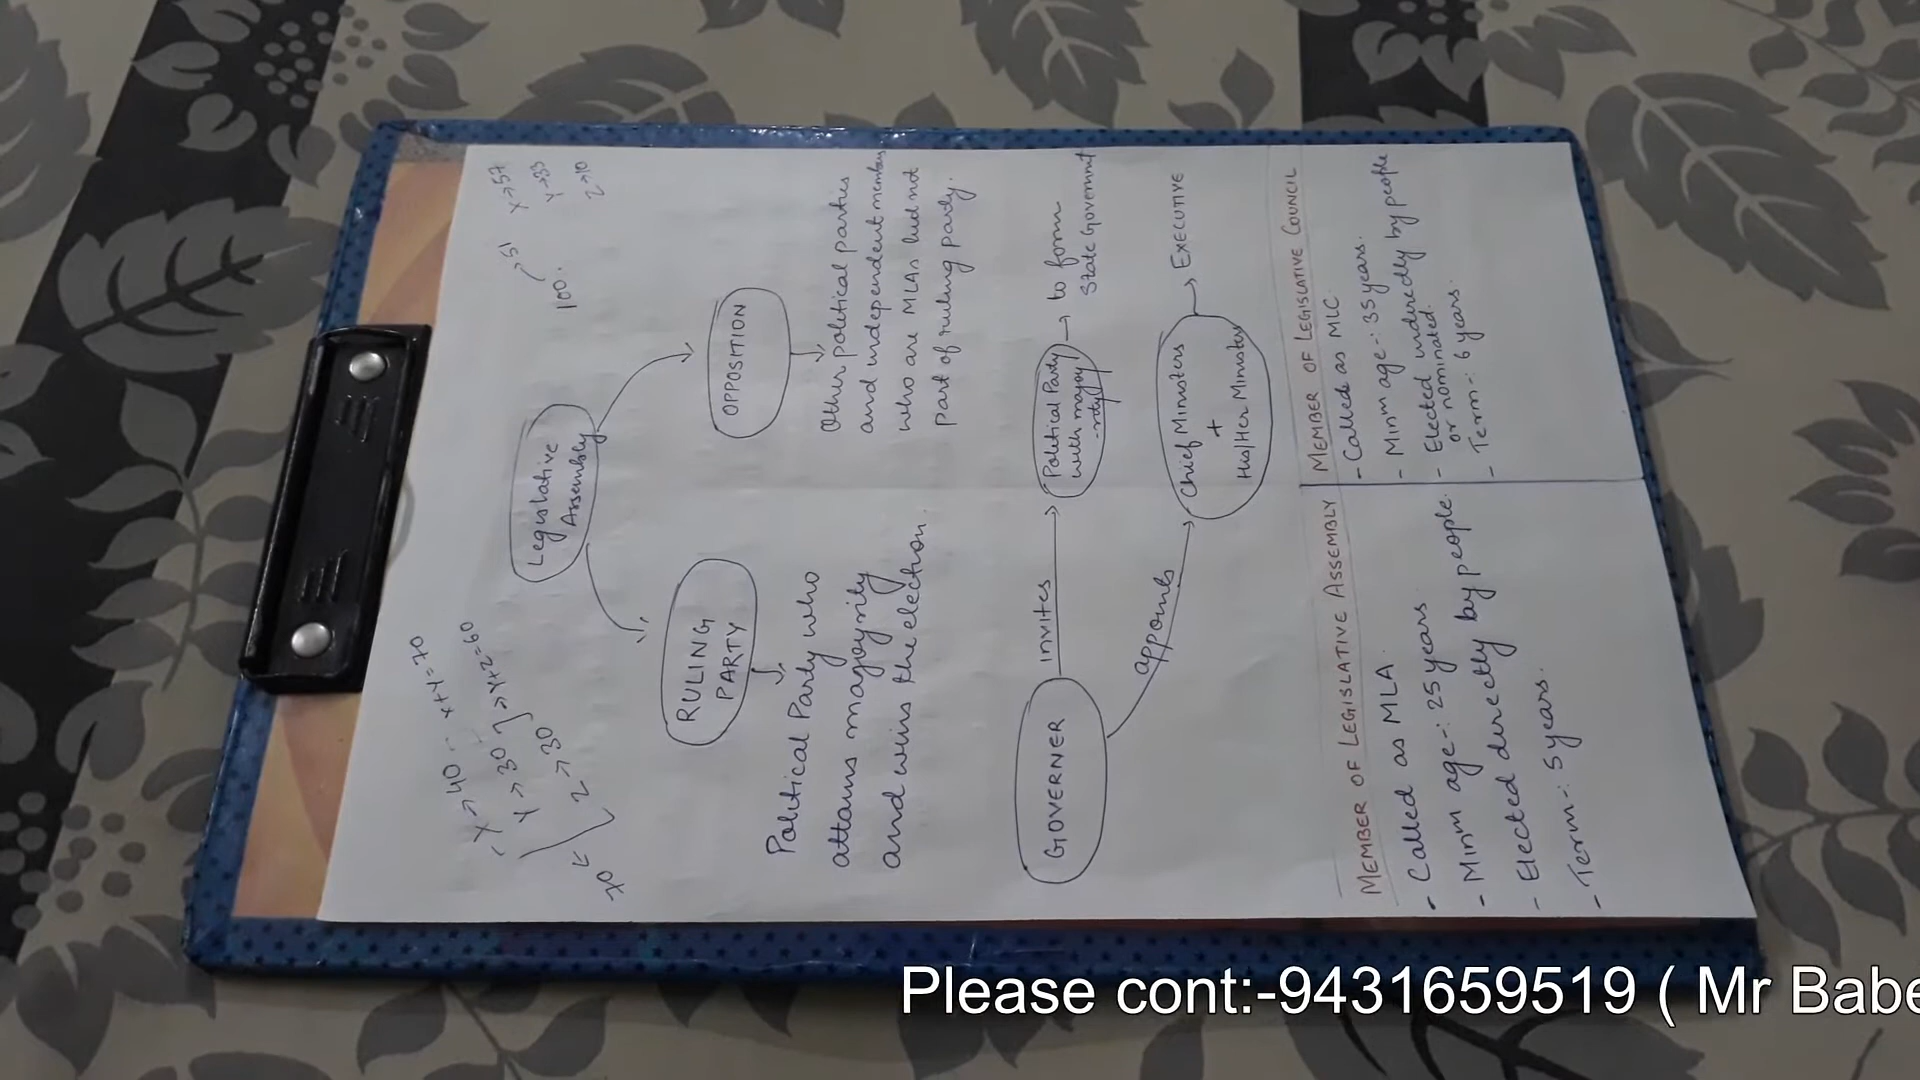 X→40 X+Y=70
Y→30 }→Y+Z=60
Z→30
70
100 →51
X→57
Y→33
Z→10
Legislative
Assembly
RULING
PARTY
Political Party who
attains magoyrity
and wins the election.
OPPOSITION
Other political parties
and independent members
who are MLAs but not
part of ruling party.
GOVERNER
invites
Political Party
with magoy
-rity
→ to form
State Government
appoints
Chief Ministers
+
His/Her Ministers
→ EXECUTIVE
MEMBER OF LEGISLATIVE ASSEMBLY
- Called as MLA.
- Minm age-: 25 years.
- Elected directly by people.
- Term-: 5 years.
MEMBER OF LEGISLATIVE COUNCIL
- Called as MLC.
- Minm age-: 35 years.
- Elected indirectly by people
or nominated.
- Term-: 6 years.
Please cont:-9431659519 ( Mr Babe